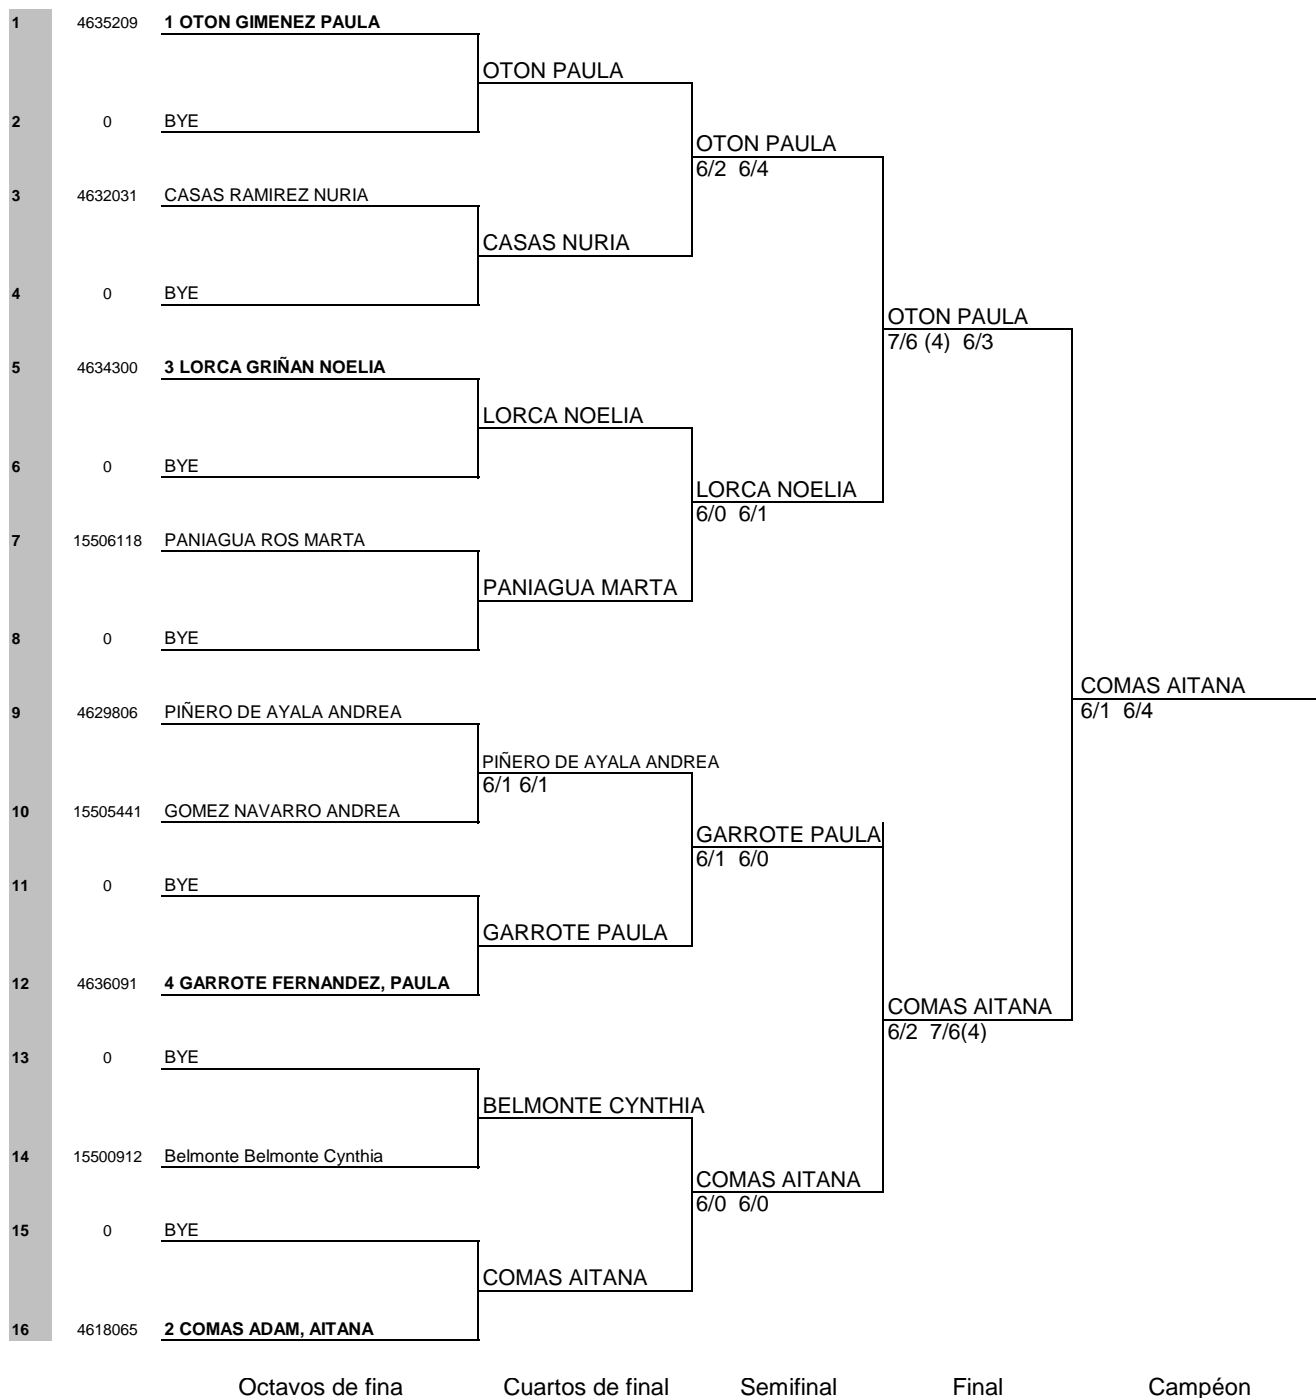 1 4635209 1 OTON GIMENEZ PAULA
OTON PAULA
2 0 BYE
OTON PAULA
6/2 6/4
3 4632031 CASAS RAMIREZ NURIA
CASAS NURIA
4 0 BYE
OTON PAULA
7/6 (4) 6/3
5 4634300 3 LORCA GRIÑAN NOELIA
LORCA NOELIA
6 0 BYE
LORCA NOELIA
6/0 6/1
7 15506118 PANIAGUA ROS MARTA
PANIAGUA MARTA
8 0 BYE
COMAS AITANA
6/1 6/4
9 4629806 PIÑERO DE AYALA ANDREA
PIÑERO DE AYALA ANDREA
6/1 6/1
10 15505441 GOMEZ NAVARRO ANDREA
GARROTE PAULA
6/1 6/0
11 0 BYE
GARROTE PAULA
12 4636091 4 GARROTE FERNANDEZ, PAULA
COMAS AITANA
6/2 7/6(4)
13 0 BYE
BELMONTE CYNTHIA
14 15500912 Belmonte Belmonte Cynthia
COMAS AITANA
6/0 6/0
15 0 BYE
COMAS AITANA
16 4618065 2 COMAS ADAM, AITANA
Octavos de fina Cuartos de final Semifinal Final Campéon